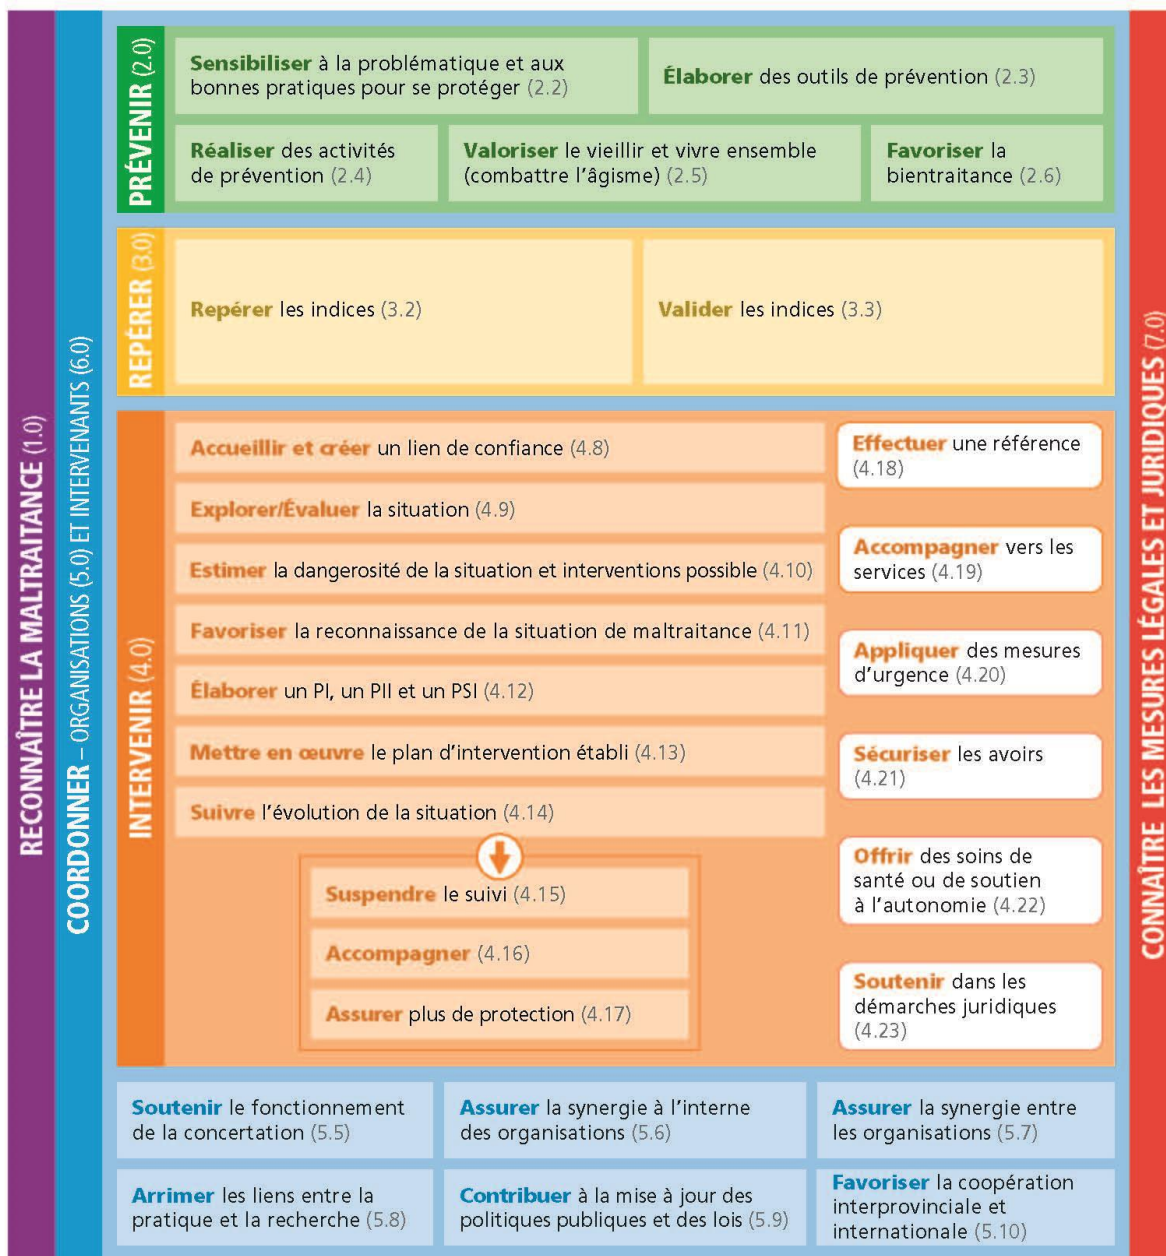 RECONNAÎTRE LA MALTRAITANCE (1.0)
COORDONNER – ORGANISATIONS (5.0) ET INTERVENANTS (6.0)
PRÉVENIR (2.0)
Sensibiliser à la problématique et aux
bonnes pratiques pour se protéger (2.2)
Élaborer des outils de prévention (2.3)
Réaliser des activités
de prévention (2.4)
Valoriser le vieillir et vivre ensemble
(combattre l'âgisme) (2.5)
Favoriser la
bientraitance (2.6)
REPÉRER (3.0)
Repérer les indices (3.2)
Valider les indices (3.3)
INTERVENIR (4.0)
Accueillir et créer un lien de confiance (4.8)
Explorer/Évaluer la situation (4.9)
Estimer la dangerosité de la situation et interventions possible (4.10)
Favoriser la reconnaissance de la situation de maltraitance (4.11)
Élaborer un PI, un PII et un PSI (4.12)
Mettre en œuvre le plan d'intervention établi (4.13)
Suivre l'évolution de la situation (4.14)
Suspendre le suivi (4.15)
Accompagner (4.16)
Assurer plus de protection (4.17)
Effectuer une référence
(4.18)
Accompagner vers les
services (4.19)
Appliquer des mesures
d'urgence (4.20)
Sécuriser les avoirs
(4.21)
Offrir des soins de
santé ou de soutien
à l'autonomie (4.22)
Soutenir dans les
démarches juridiques
(4.23)
Soutenir le fonctionnement
de la concertation (5.5)
Assurer la synergie à l'interne
des organisations (5.6)
Assurer la synergie entre
les organisations (5.7)
Arrimer les liens entre la
pratique et la recherche (5.8)
Contribuer à la mise à jour des
politiques publiques et des lois (5.9)
Favoriser la coopération
interprovinciale et
internationale (5.10)
CONNAÎTRE LES MESURES LÉGALES ET JURIDIQUES (7.0)